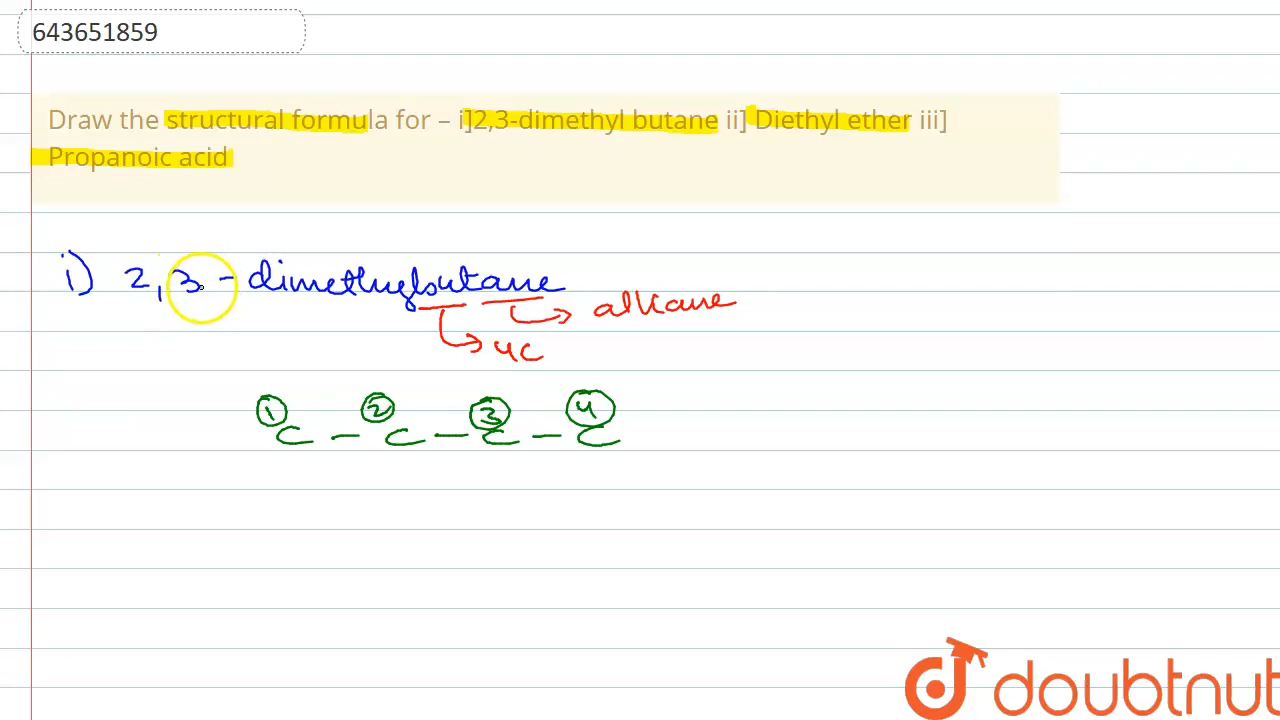 643651859
Draw the structural formula for – i]2,3-dimethyl butane ii] Diethyl ether iii]
Propanoic acid
i) 2,3-dimethylbutane
alkane
4C
1 2 3 4
C - C - C - C
doubtnut